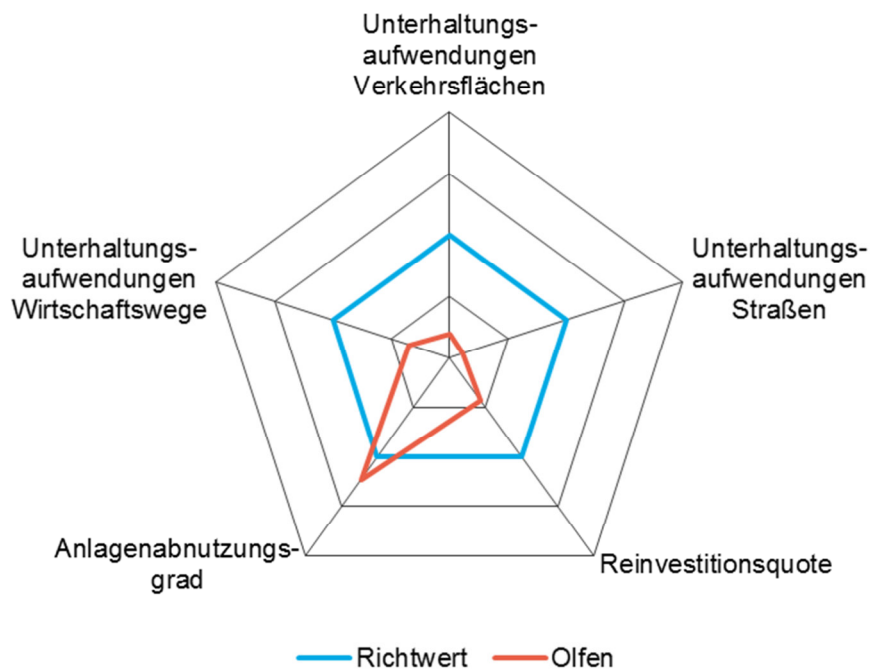 Unterhaltungs-
aufwendungen
Verkehrsflächen
Unterhaltungs-
aufwendungen
Wirtschaftswege
Unterhaltungs-
aufwendungen
Straßen
Anlagenabnutzungs-
grad
Reinvestitionsquote
Richtwert
Olfen